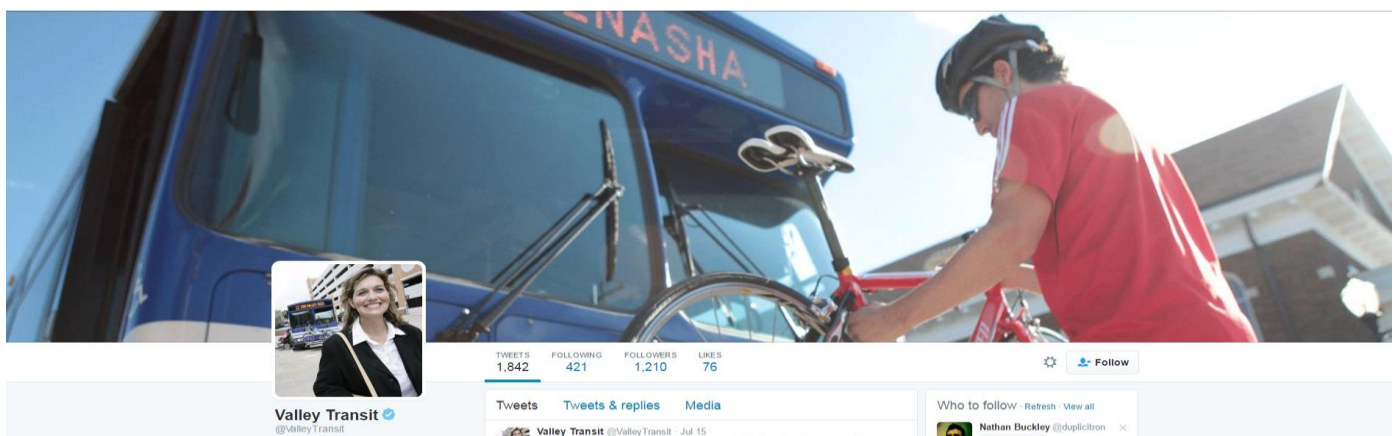 ENASHA
TWEETS FOLLOWING FOLLOWERS LIKES
1,842 421 1,210 76
Follow
Valley Transit
@ValleyTransit
Tweets Tweets & replies Media
Valley Transit @ValleyTransit · Jul 15
Who to follow · Refresh · View all
Nathan Buckley @duplicitron